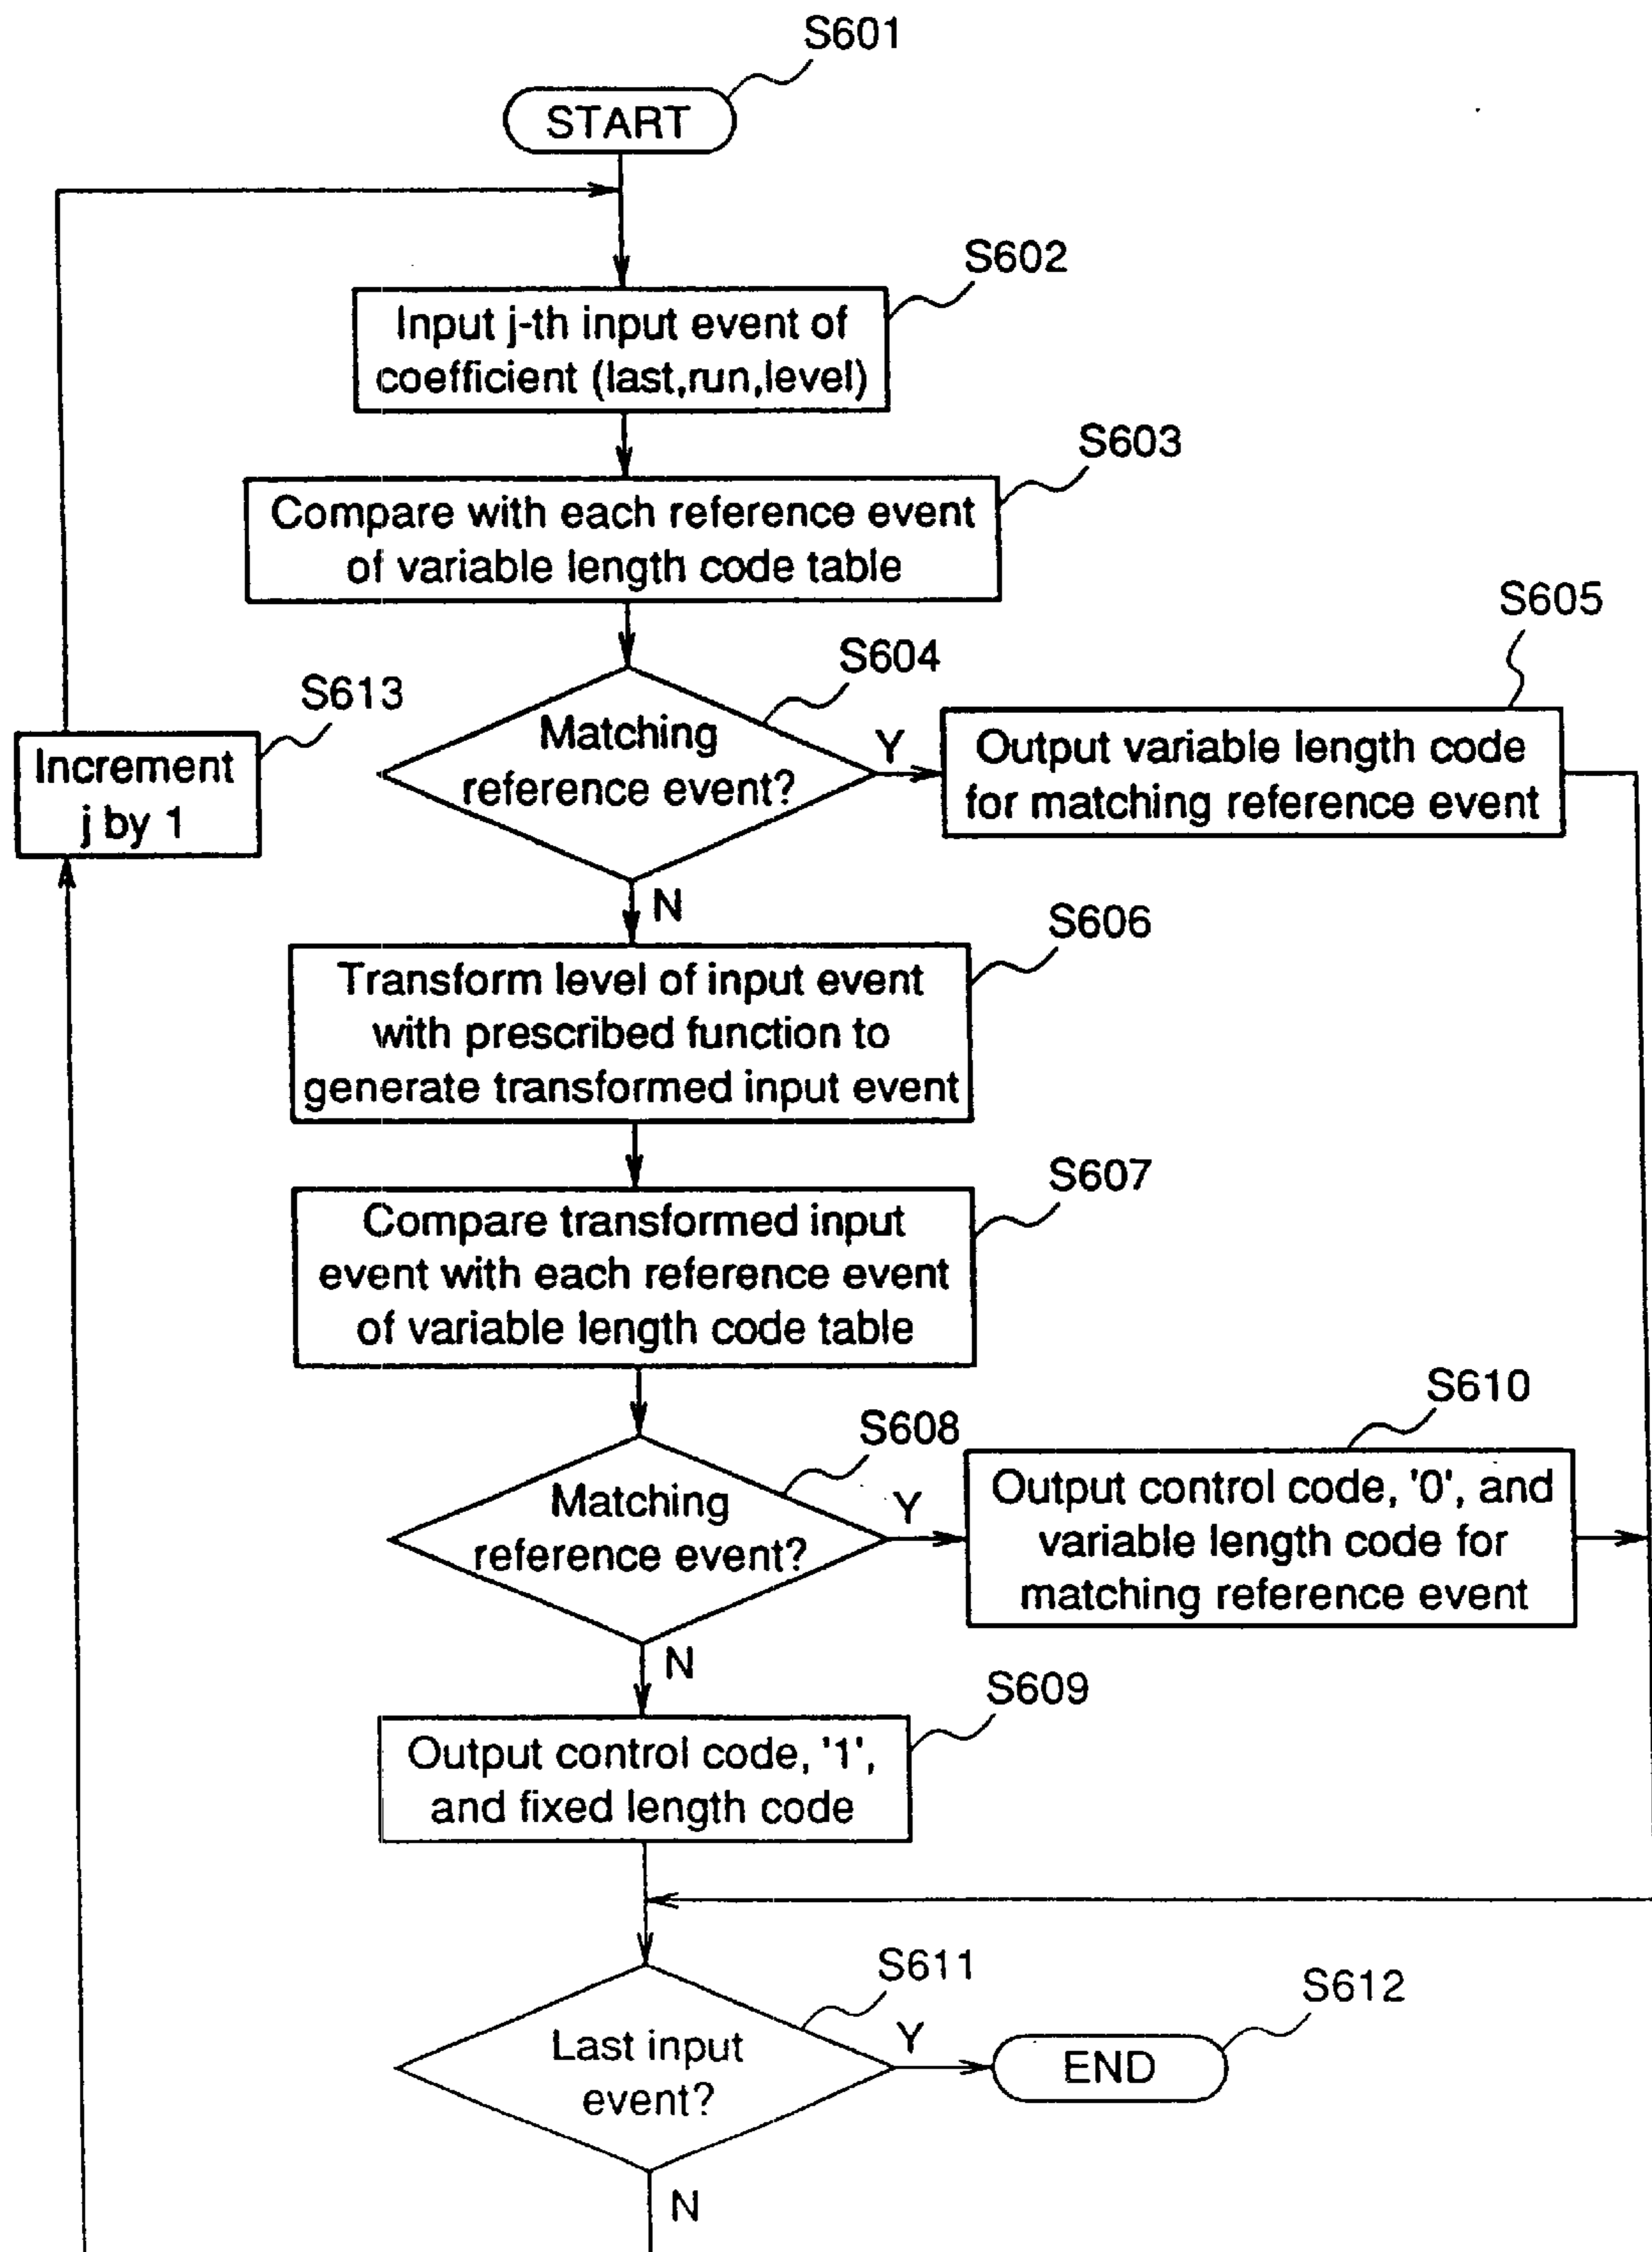 S601
START
S602
Input j-th input event of
coefficient (last,run,level)
S603
Compare with each reference event
of variable length code table
S604
Matching
reference event?
Y
S605
Output variable length code
for matching reference event
S613
Increment
j by 1
N
S606
Transform level of input event
with prescribed function to
generate transformed input event
S607
Compare transformed input
event with each reference event
of variable length code table
S608
Matching
reference event?
Y
S610
Output control code, '0', and
variable length code for
matching reference event
N
S609
Output control code, '1',
and fixed length code
S611
Last input
event?
Y
S612
END
N